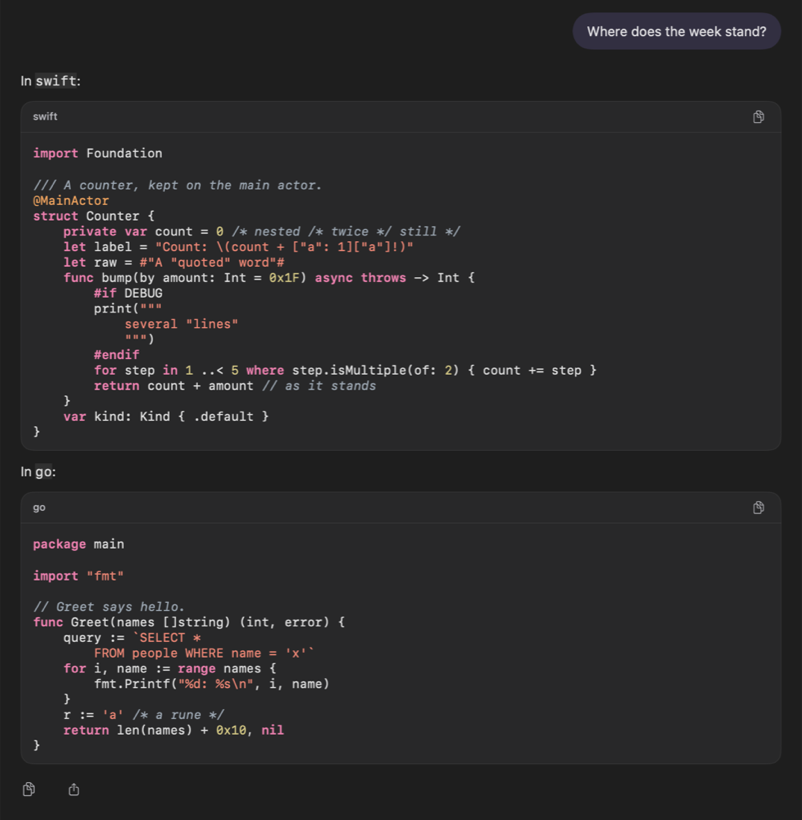 Where does the week stand?
In swift:
swift
import Foundation
/// A counter, kept on the main actor.
@MainActor
struct Counter {
    private var count = 0 /* nested /* twice */ still */
    let label = "Count: \(count + ["a": 1]["a"]!)"
    let raw = #"A "quoted" word"#
    func bump(by amount: Int = 0x1F) async throws -> Int {
        #if DEBUG
        print("""
            several "lines"
            """)
        #endif
        for step in 1 ..< 5 where step.isMultiple(of: 2) { count += step }
        return count + amount // as it stands
    }
    var kind: Kind { .default }
}
In go:
go
package main
import "fmt"
// Greet says hello.
func Greet(names []string) (int, error) {
    query := `SELECT *
        FROM people WHERE name = 'x'`
    for i, name := range names {
        fmt.Printf("%d: %s\n", i, name)
    }
    r := 'a' /* a rune */
    return len(names) + 0x10, nil
}